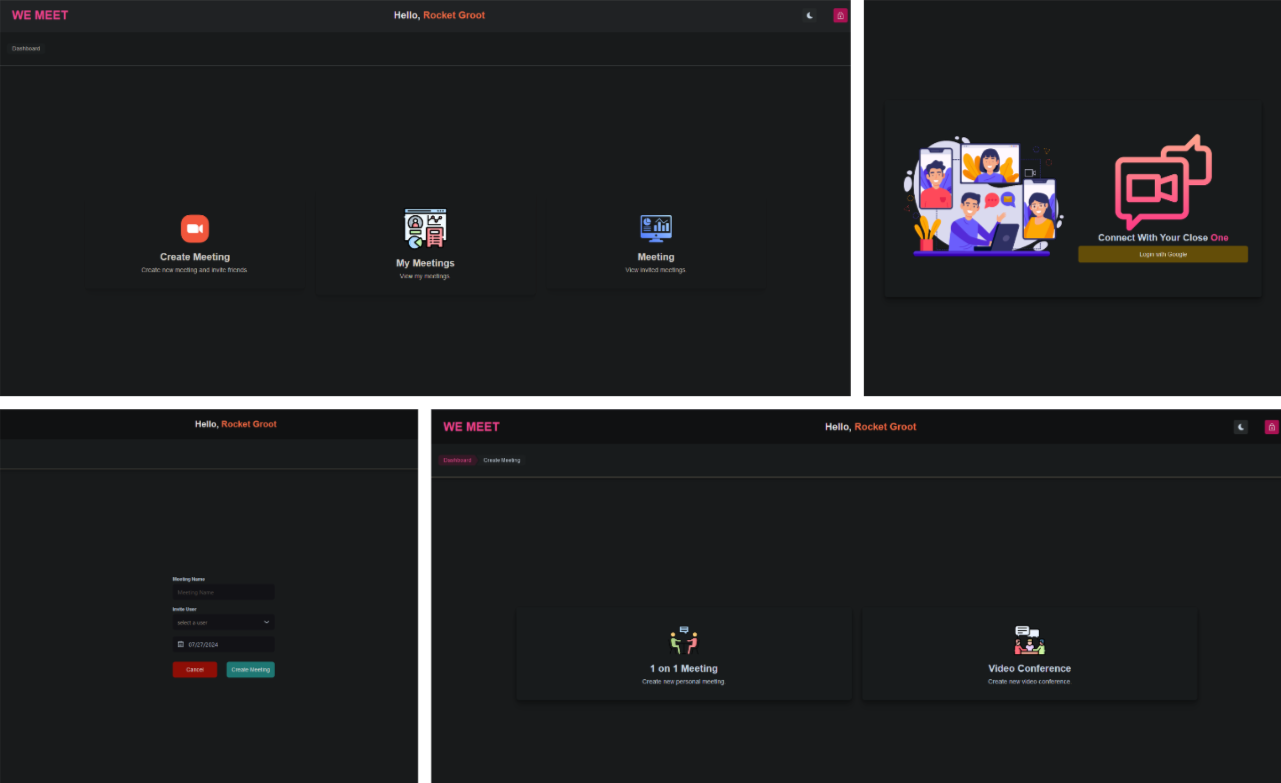 WE MEET
Hello, Rocket Groot
Dashboard
Create Meeting
Create new meeting and invite friends
My Meetings
View my meetings
Meeting
View invited meetings
Connect With Your Close One
Login with Google
Hello, Rocket Groot
Meeting Name
Meeting Name
Invite User
select a user
07/27/2024
Cancel
Create Meeting
WE MEET
Hello, Rocket Groot
Dashboard
Create Meeting
1 on 1 Meeting
Create new personal meeting.
Video Conference
Create new video conference.